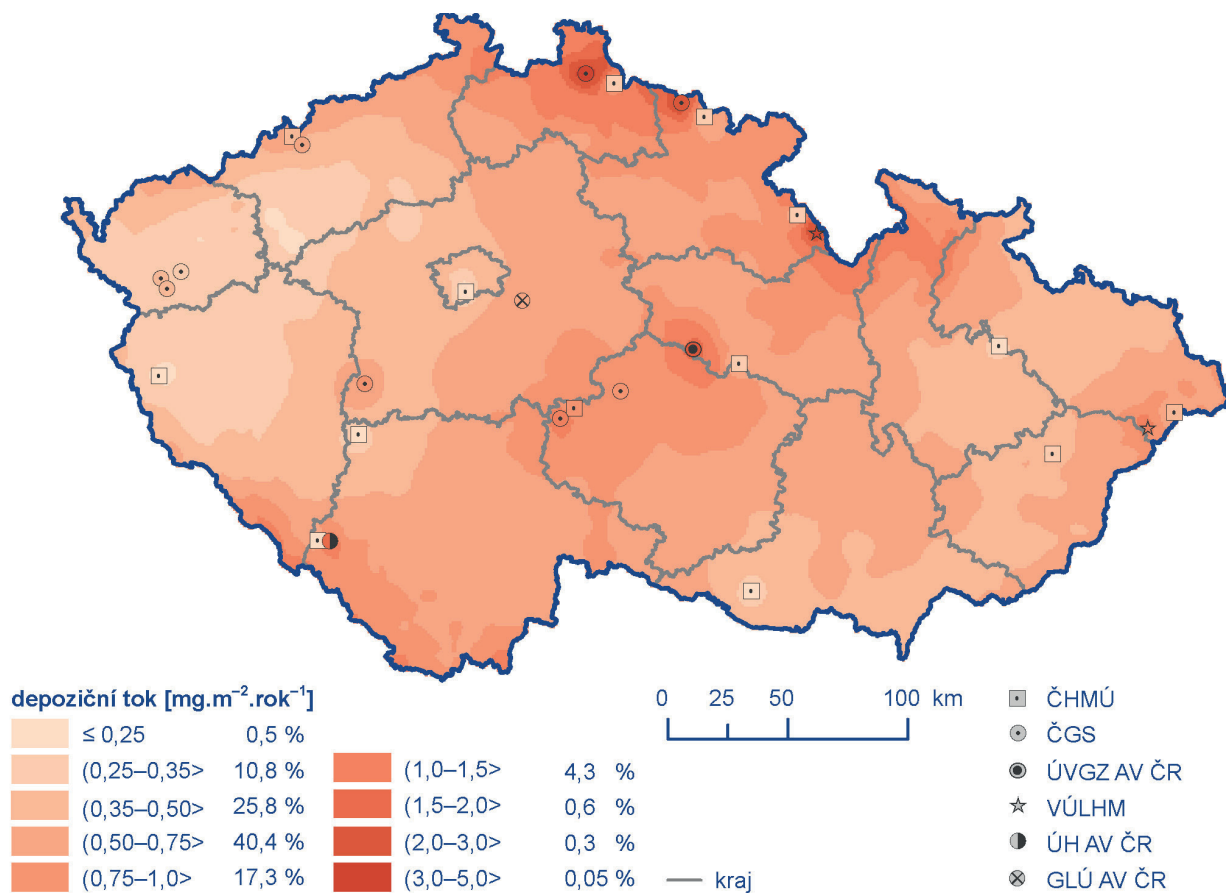 depoziční tok [mg.m⁻².rok⁻¹]
≤ 0,25 0,5 %
(0,25–0,35> 10,8 %
(0,35–0,50> 25,8 %
(0,50–0,75> 40,4 %
(0,75–1,0> 17,3 %
(1,0–1,5> 4,3 %
(1,5–2,0> 0,6 %
(2,0–3,0> 0,3 %
(3,0–5,0> 0,05 %
0 25 50 100 km
kraj
ČHMÚ
ČGS
ÚVGZ AV ČR
VÚLHM
ÚH AV ČR
GLÚ AV ČR